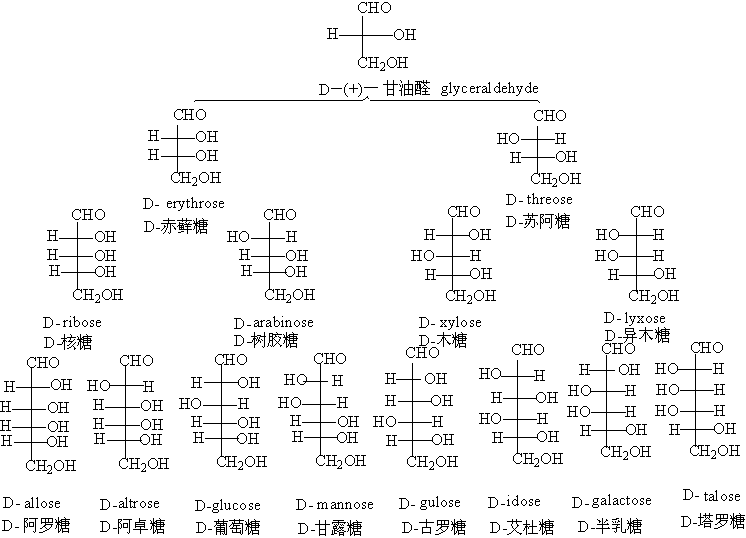 CHO
H OH
CH₂OH
D—(+)— 甘油醛 glyceraldehyde
CHO CHO
H OH HO H
H OH H OH
CH₂OH CH₂OH
D- erythrose D- threose
D-赤藓糖 D-苏阿糖
CHO CHO CHO CHO
H OH HO H H OH HO H
H OH H OH HO H HO H
H OH H OH H OH H OH
CH₂OH CH₂OH CH₂OH CH₂OH
D-ribose D-arabinose D- xylose D- lyxose
D-核糖 D-树胶糖 D-木糖 D-异木糖
CHO CHO CHO CHO CHO CHO CHO CHO
H OH HO H H OH HO H H OH HO H H OH HO H
H OH H OH HO H HO H H OH H OH HO H HO H
H OH H OH H OH H OH HO H HO H HO H HO H
H OH H OH H OH H OH H OH H OH H OH H OH
CH₂OH CH₂OH CH₂OH CH₂OH CH₂OH CH₂OH CH₂OH CH₂OH
D- allose D-altrose D-glucose D- mannose D- gulose D-idose D-galactose D- talose
D- 阿罗糖 D-阿卓糖 D-葡萄糖 D-甘露糖 D-古罗糖 D-艾杜糖 D-半乳糖 D-塔罗糖